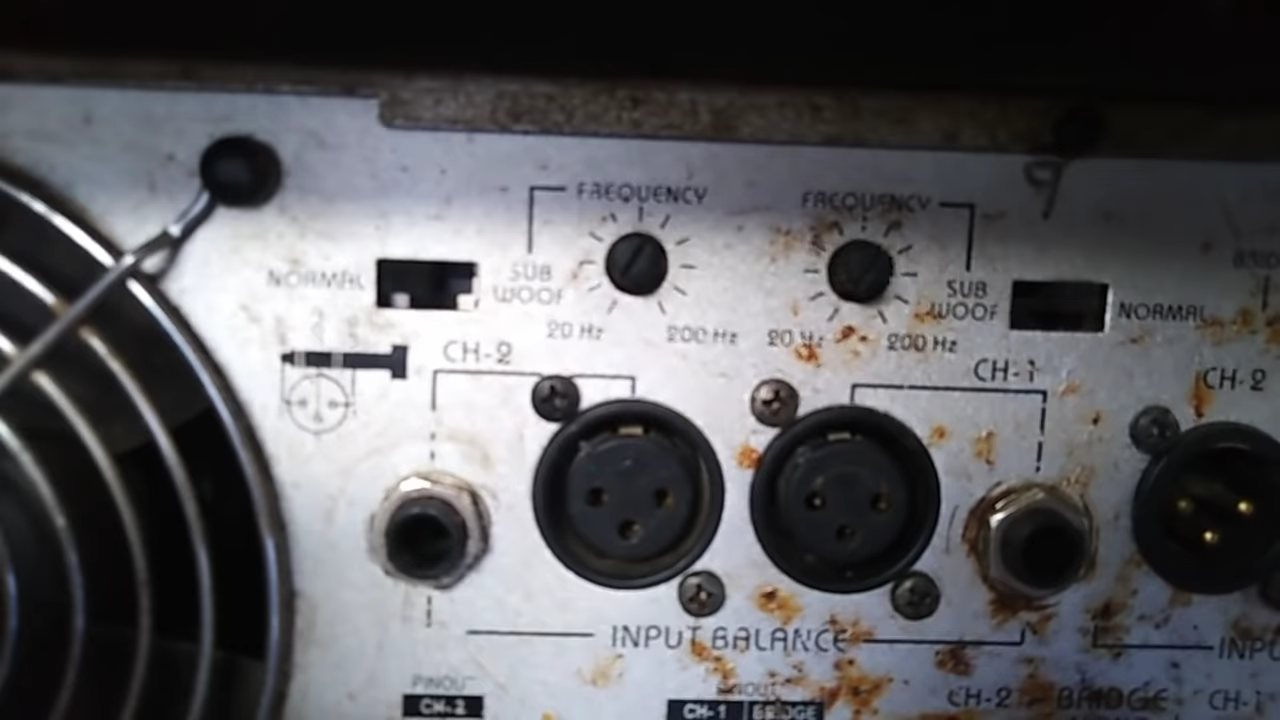 FREQUENCY
FREQUENCY
9
NORMAL
SUB
WOOF
SUB
WOOF
NORMAL
20 Hz
200 Hz
20 Hz
200 Hz
CH-2
CH-1
CH-2
INPUT BALANCE
PINOUT
CH-2
PINOUT
CH-1
BRIDGE
CH-2
BRIDGE
CH-1